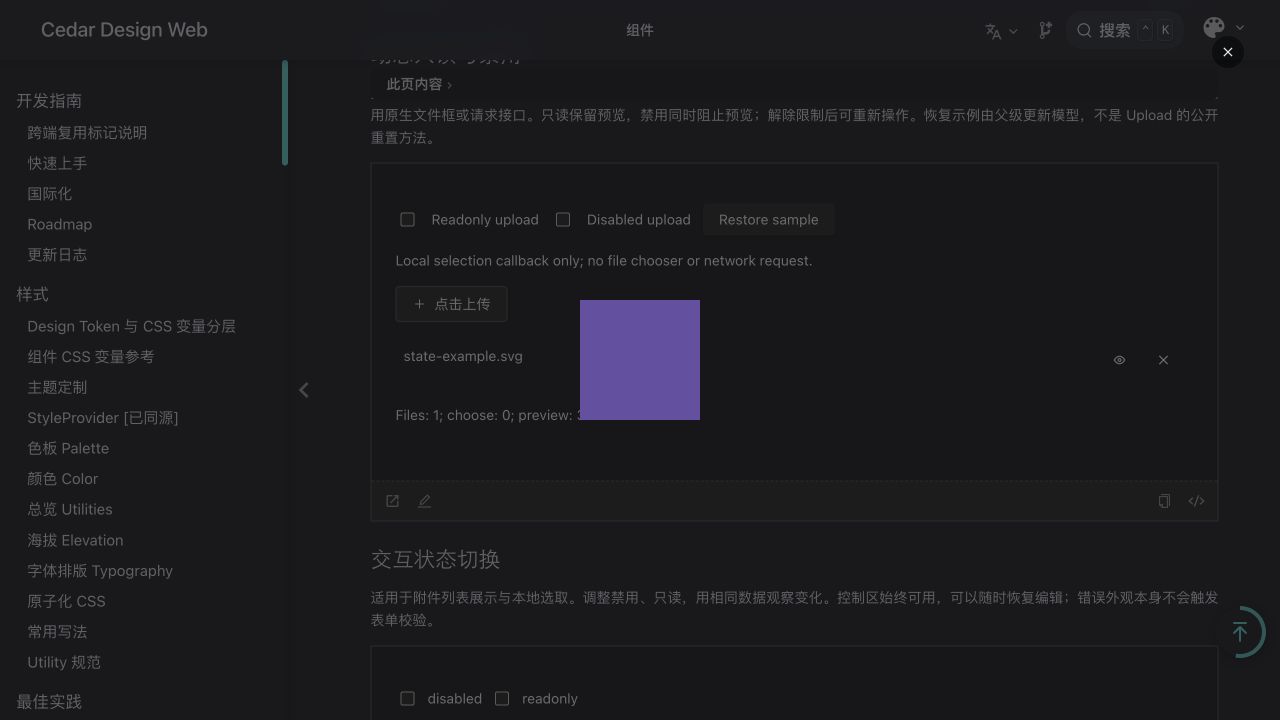 Cedar Design Web
组件
搜索
^
K
开发指南
跨端复用标记说明
快速上手
国际化
Roadmap
更新日志
样式
Design Token 与 CSS 变量分层
组件 CSS 变量参考
主题定制
StyleProvider [已同源]
色板 Palette
颜色 Color
总览 Utilities
海拔 Elevation
字体排版 Typography
原子化 CSS
常用写法
Utility 规范
最佳实践
此页内容
用原生文件框或请求接口。只读保留预览，禁用同时阻止预览；解除限制后可重新操作。恢复示例由父级更新模型，不是 Upload 的公开
重置方法。
Readonly upload
Disabled upload
Restore sample
Local selection callback only; no file chooser or network request.
点击上传
state-example.svg
Files: 1; choose: 0; preview:
交互状态切换
适用于附件列表展示与本地选取。调整禁用、只读，用相同数据观察变化。控制区始终可用，可以随时恢复编辑；错误外观本身不会触发
表单校验。
disabled
readonly